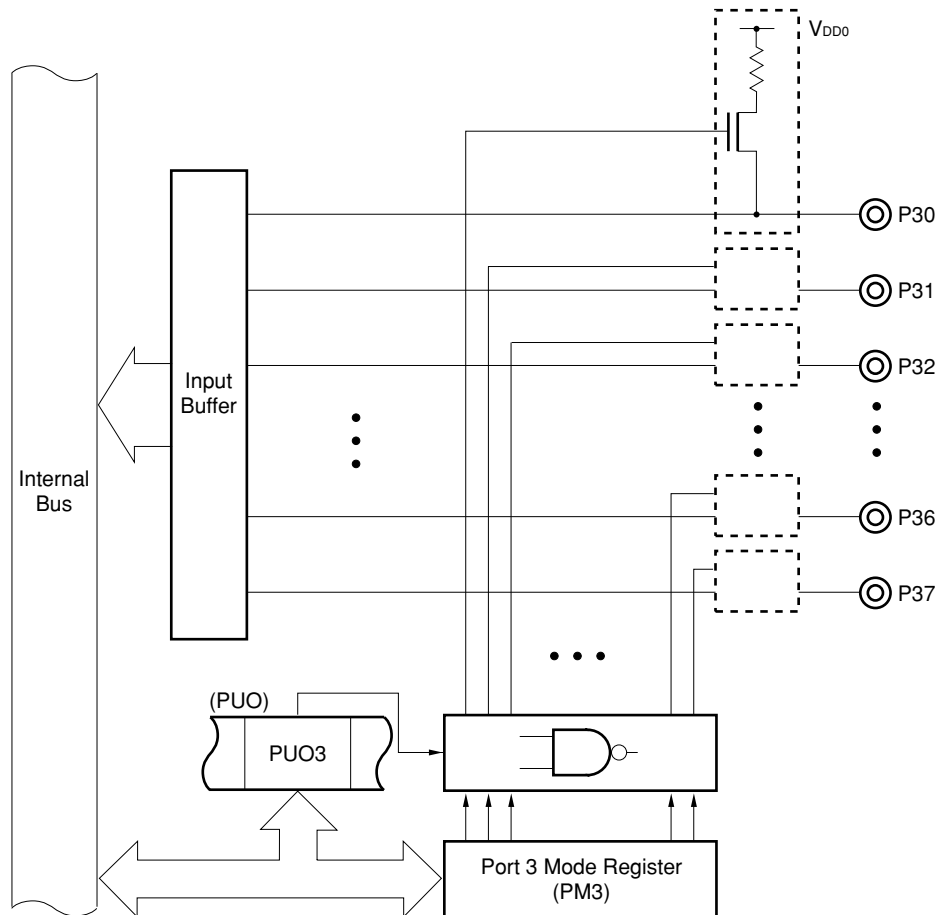 VDD0
P30
P31
P32
Input
Buffer
Internal
Bus
P36
P37
(PUO)
PUO3
Port 3 Mode Register
(PM3)